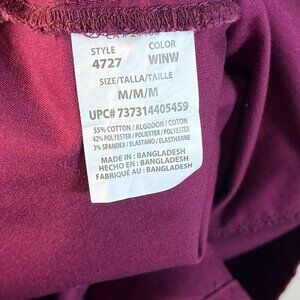 STYLE COLOR
4727 WINW
SIZE/TALLA/TAILLE
M/M/M
UPC# 737314405459
55% COTTON / ALGODON / COTON
42% POLYESTER / POLIESTER / POLYESTER
3% SPANDEX / ELASTANO / ELASTHANNE
MADE IN : BANGLADESH
HECHO EN : BANGLADESH
FABRIQUÉ AU : BANGLADESH